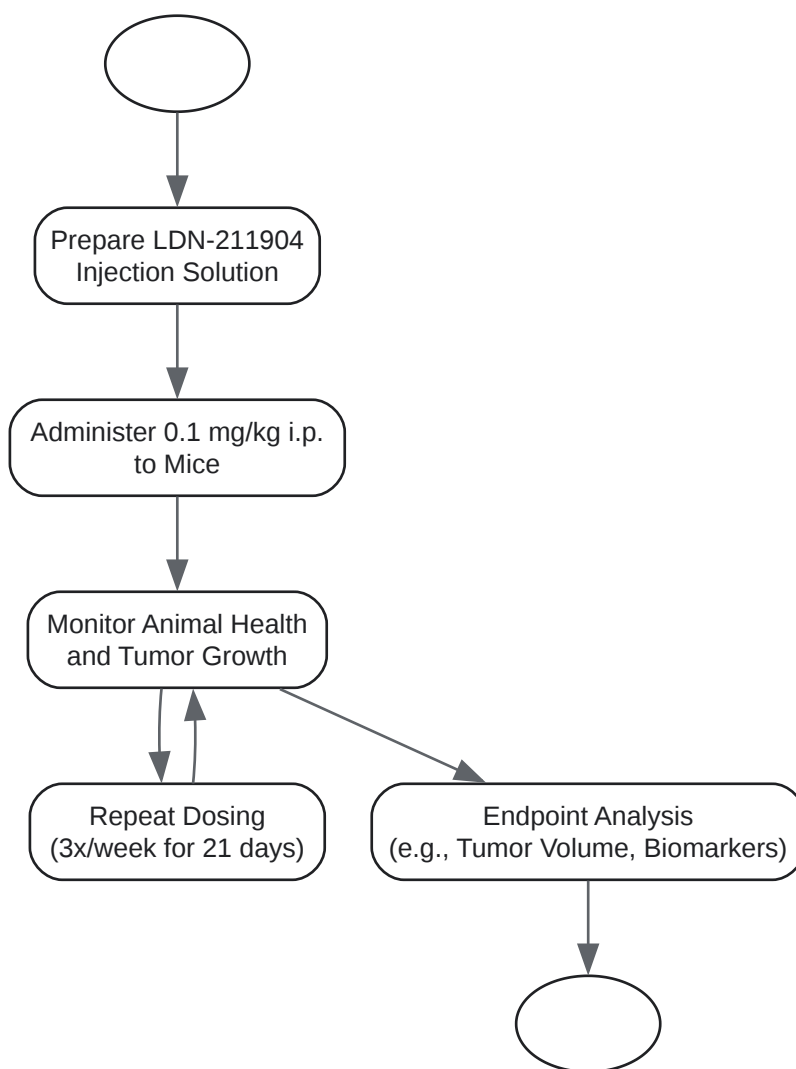 Prepare LDN-211904
Injection Solution
Administer 0.1 mg/kg i.p.
to Mice
Monitor Animal Health
and Tumor Growth
Repeat Dosing
(3x/week for 21 days)
Endpoint Analysis
(e.g., Tumor Volume, Biomarkers)